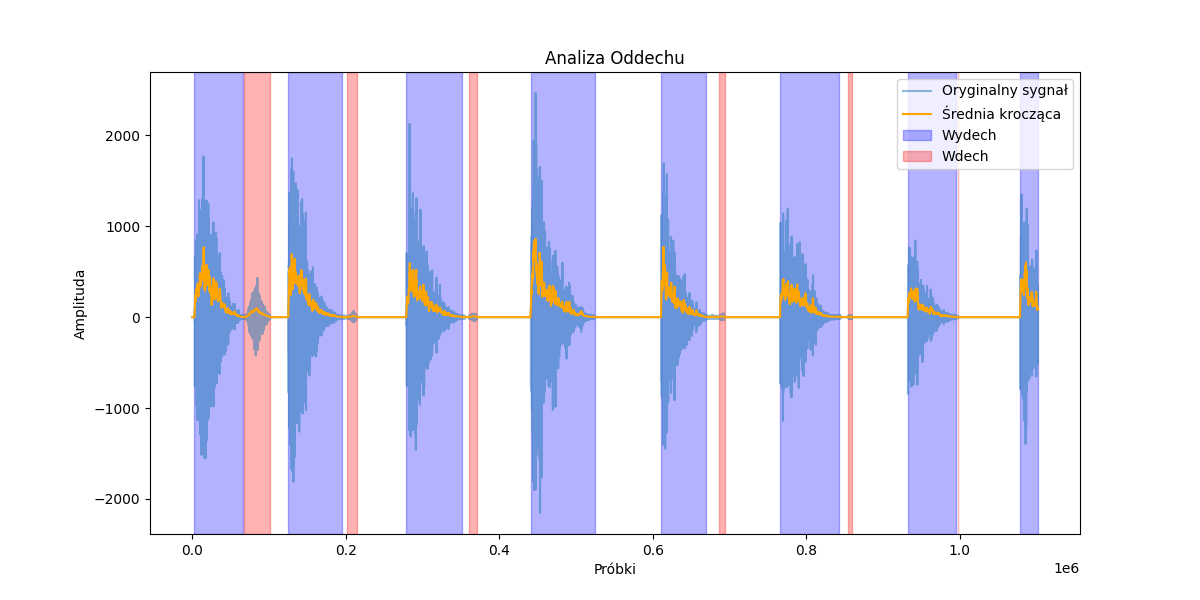 Analiza Oddechu
Oryginalny sygnał
Średnia krocząca
Wydech
Wdech
Amplituda
2000
1000
0
−1000
−2000
0.0 0.2 0.4 0.6 0.8 1.0
1e6
Próbki